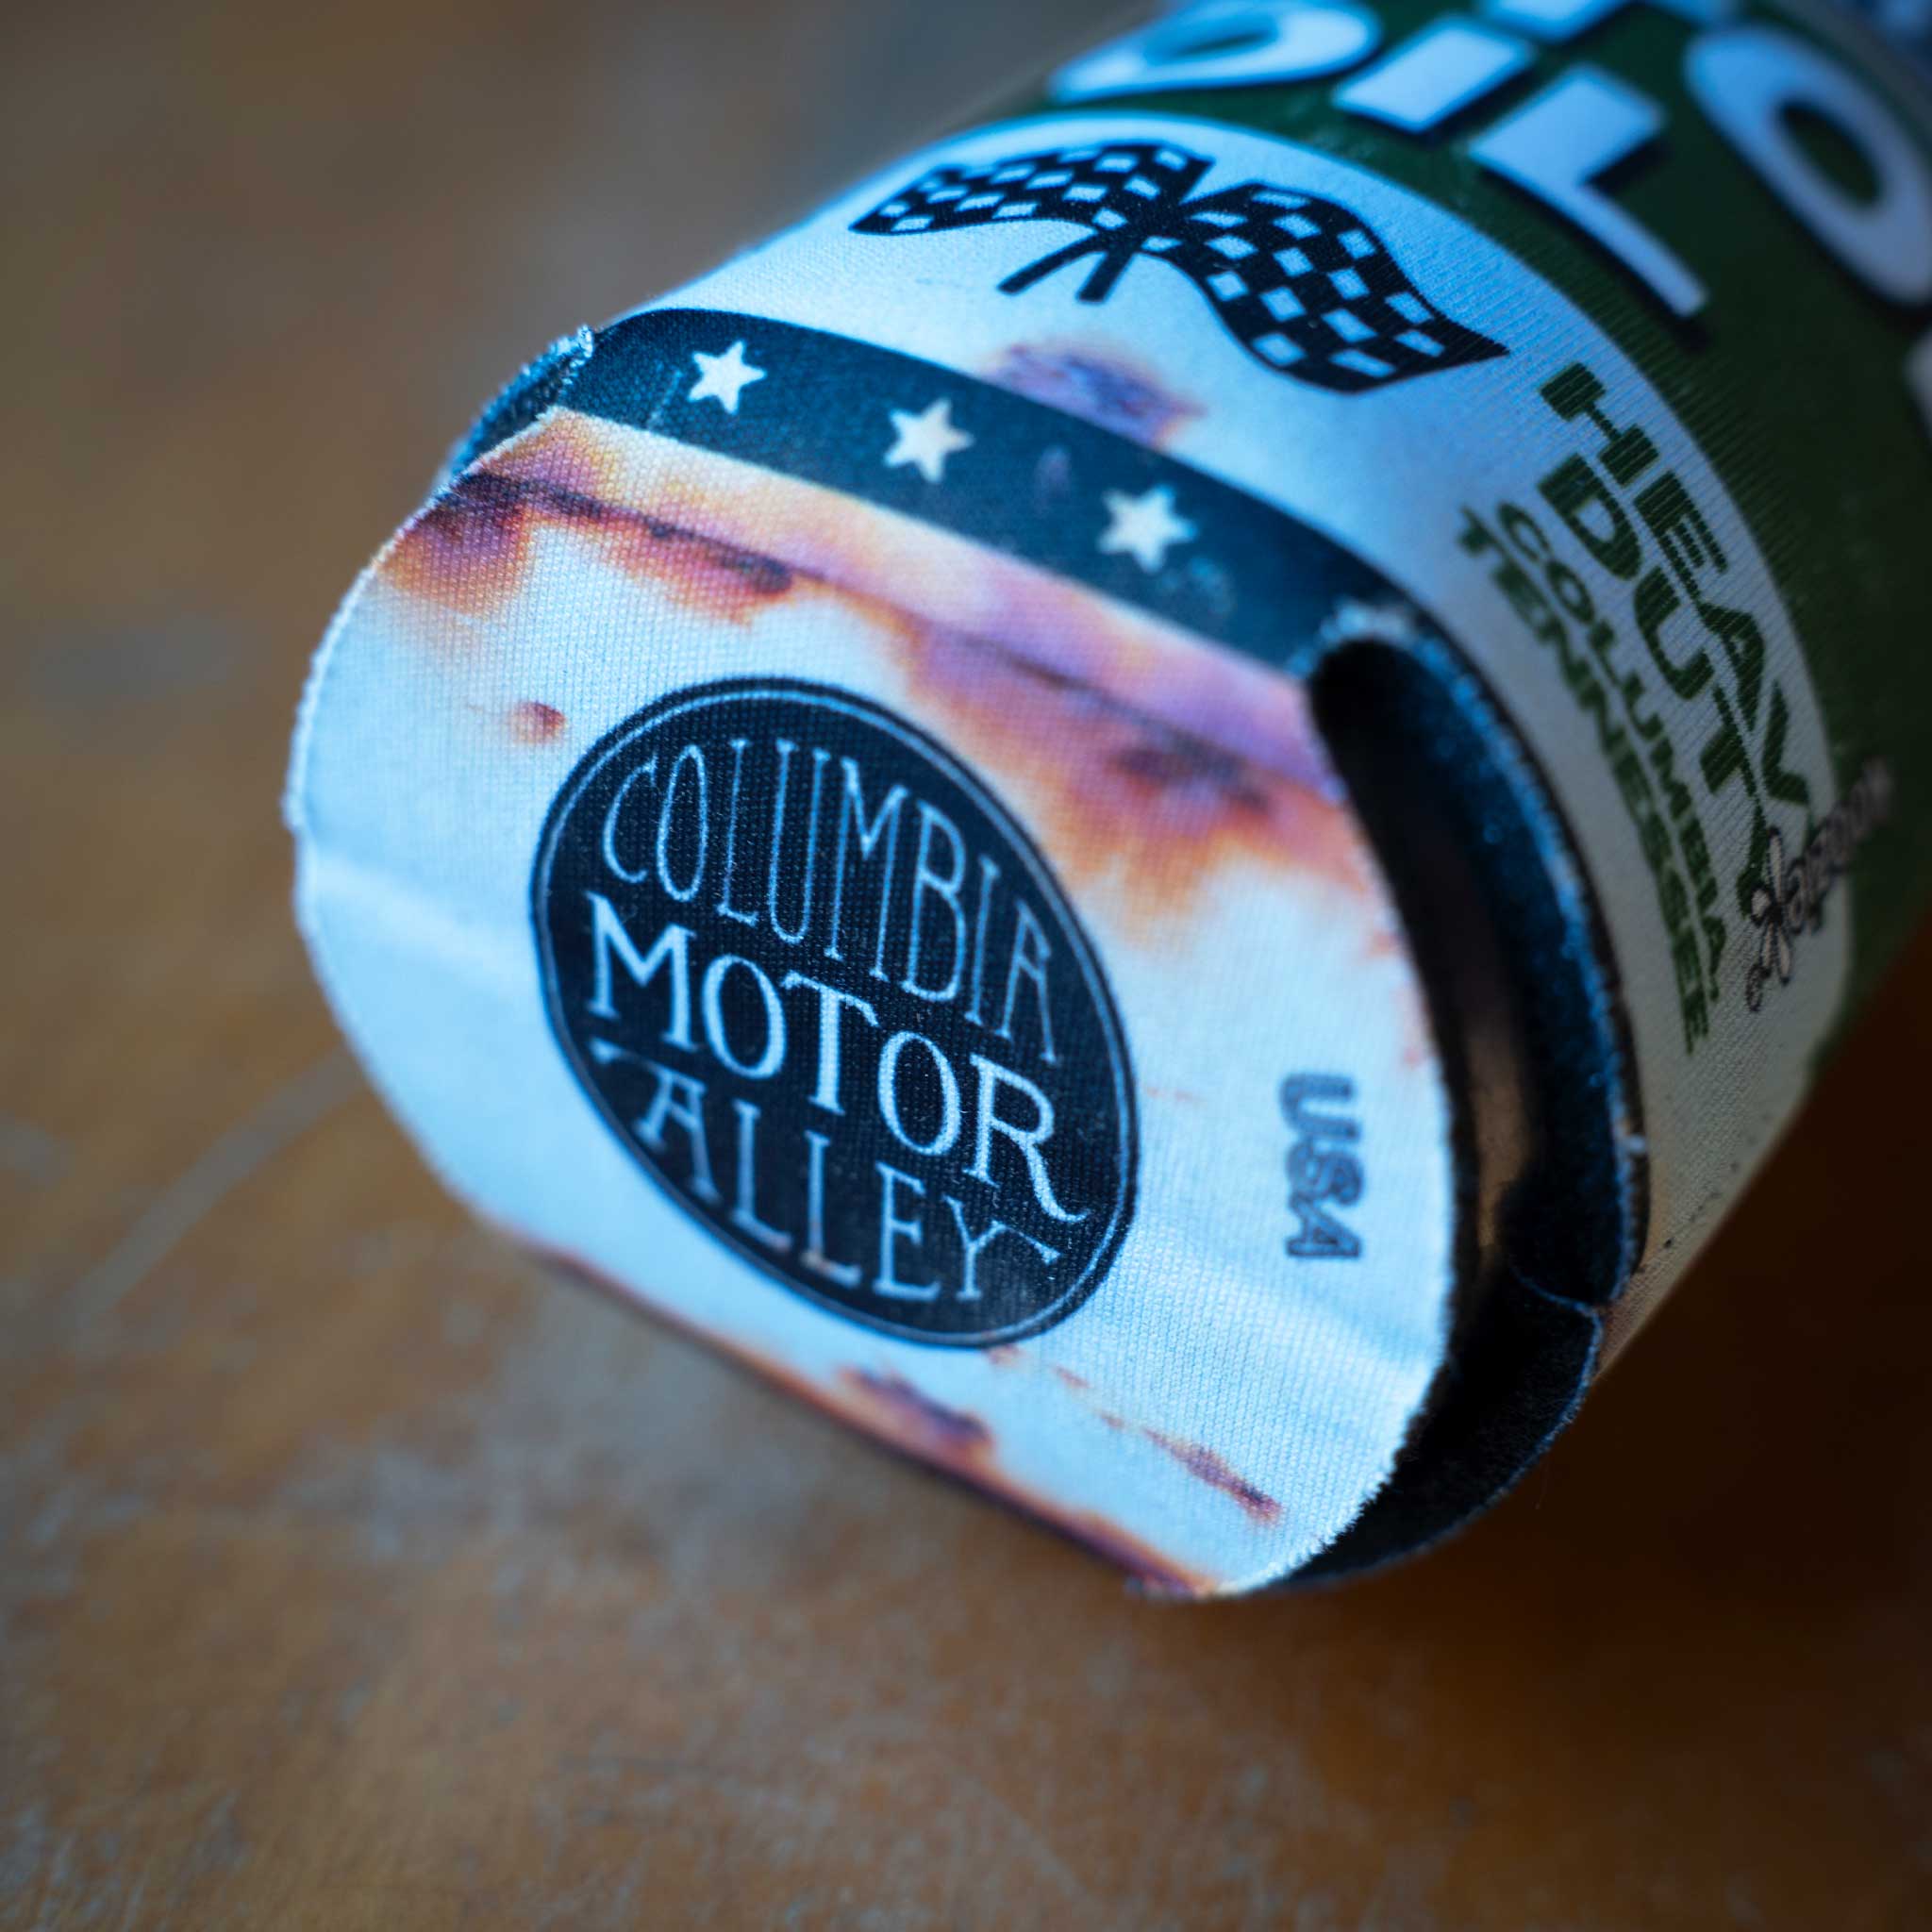 OIL
HEAVY
DUTY
COLUMBIA
TENNESSEE
COLUMBIA
MOTOR
ALLEY
USA